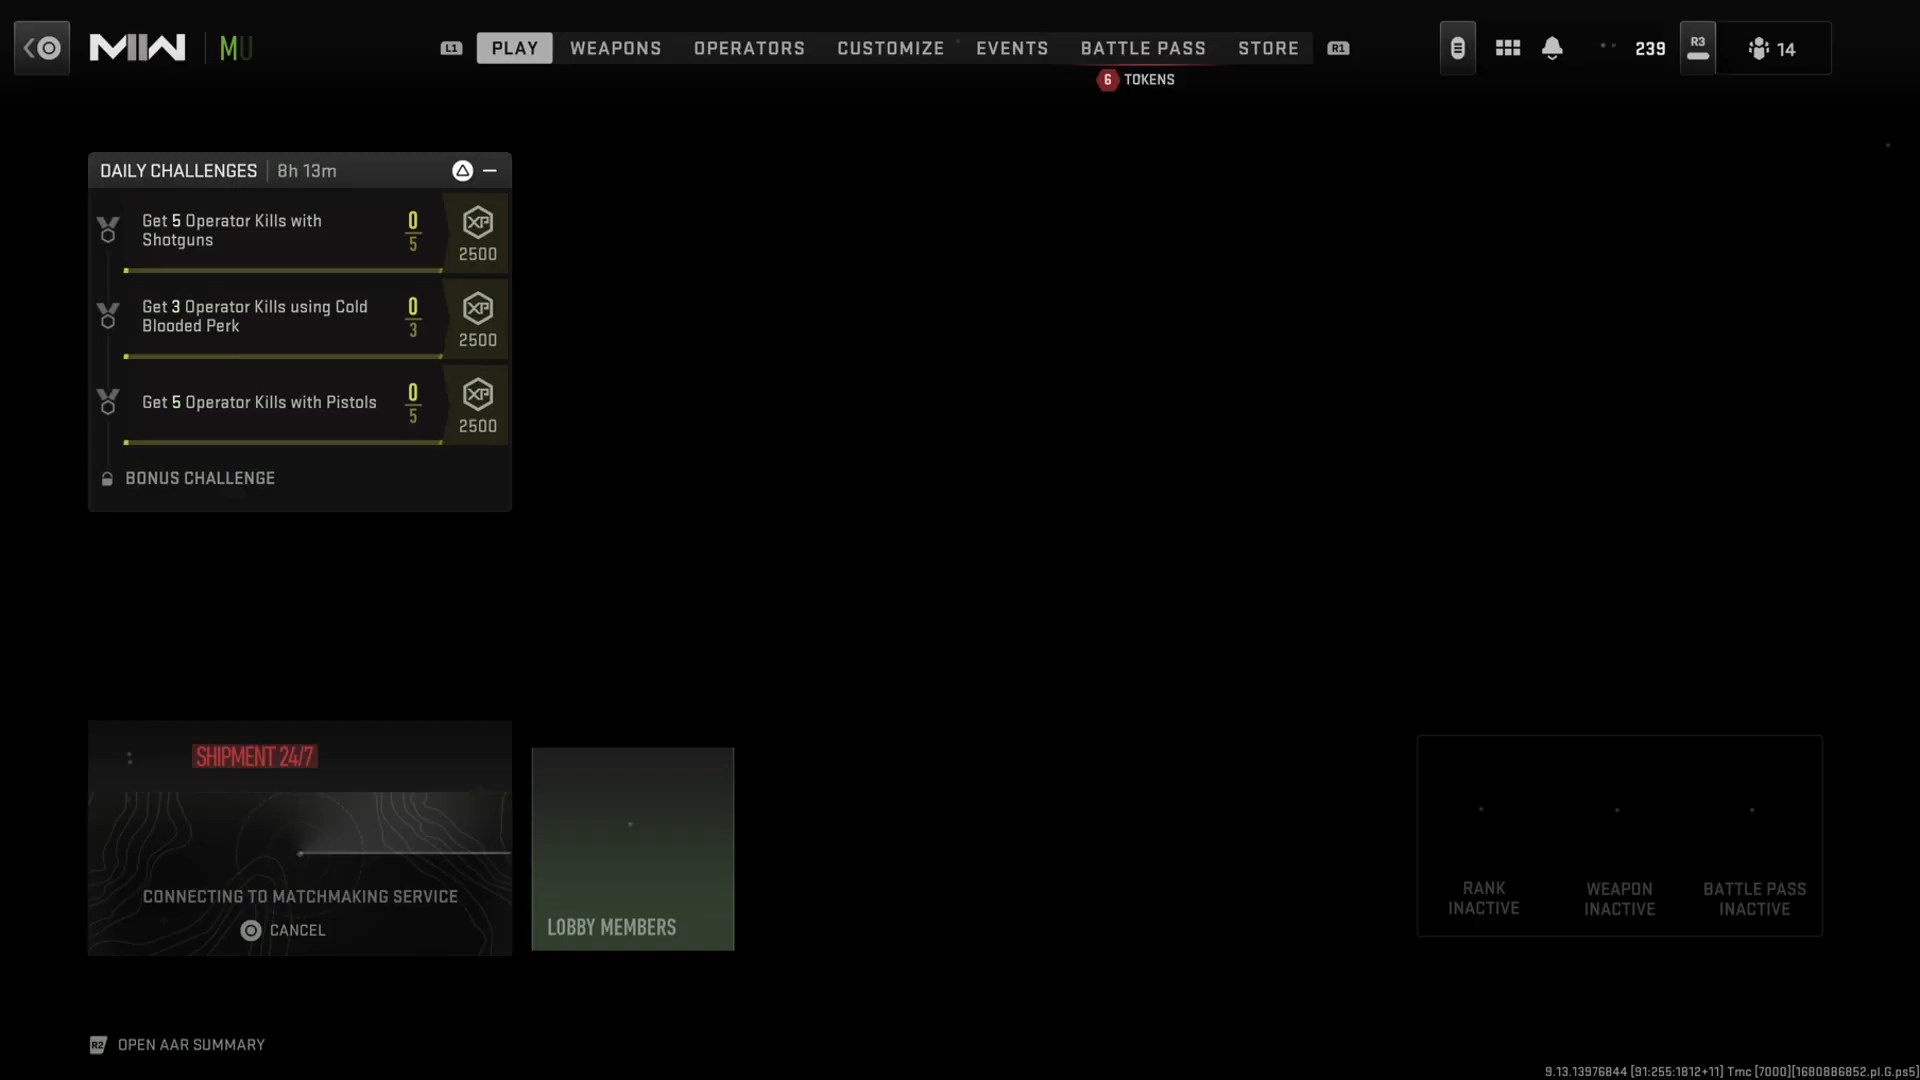 MW MU L1 PLAY WEAPONS OPERATORS CUSTOMIZE EVENTS BATTLE PASS STORE R1 239 R3 14
6 TOKENS
DAILY CHALLENGES 8h 13m
Get 5 Operator Kills with
Shotguns
0
5
XP
2500
Get 3 Operator Kills using Cold
Blooded Perk
0
3
XP
2500
Get 5 Operator Kills with Pistols
0
5
XP
2500
BONUS CHALLENGE
SHIPMENT 24/7
CONNECTING TO MATCHMAKING SERVICE
CANCEL
LOBBY MEMBERS
RANK
INACTIVE
WEAPON
INACTIVE
BATTLE PASS
INACTIVE
R2 OPEN AAR SUMMARY
9.13.13976844 [91:255:1812+11] Tmc [7000][1680886852.pl.G.ps5]